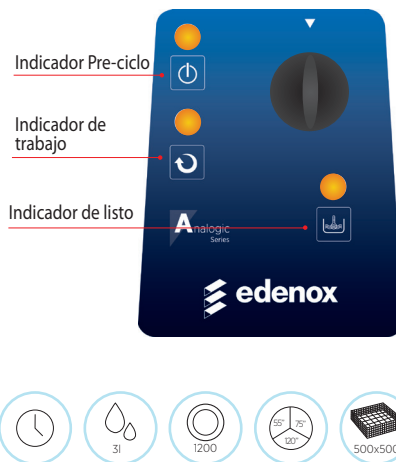 Indicador Pre-ciclo
Indicador de
trabajo
Indicador de listo
Analogic
Series
edenox
3l
1200
55"
75"
120"
500x500